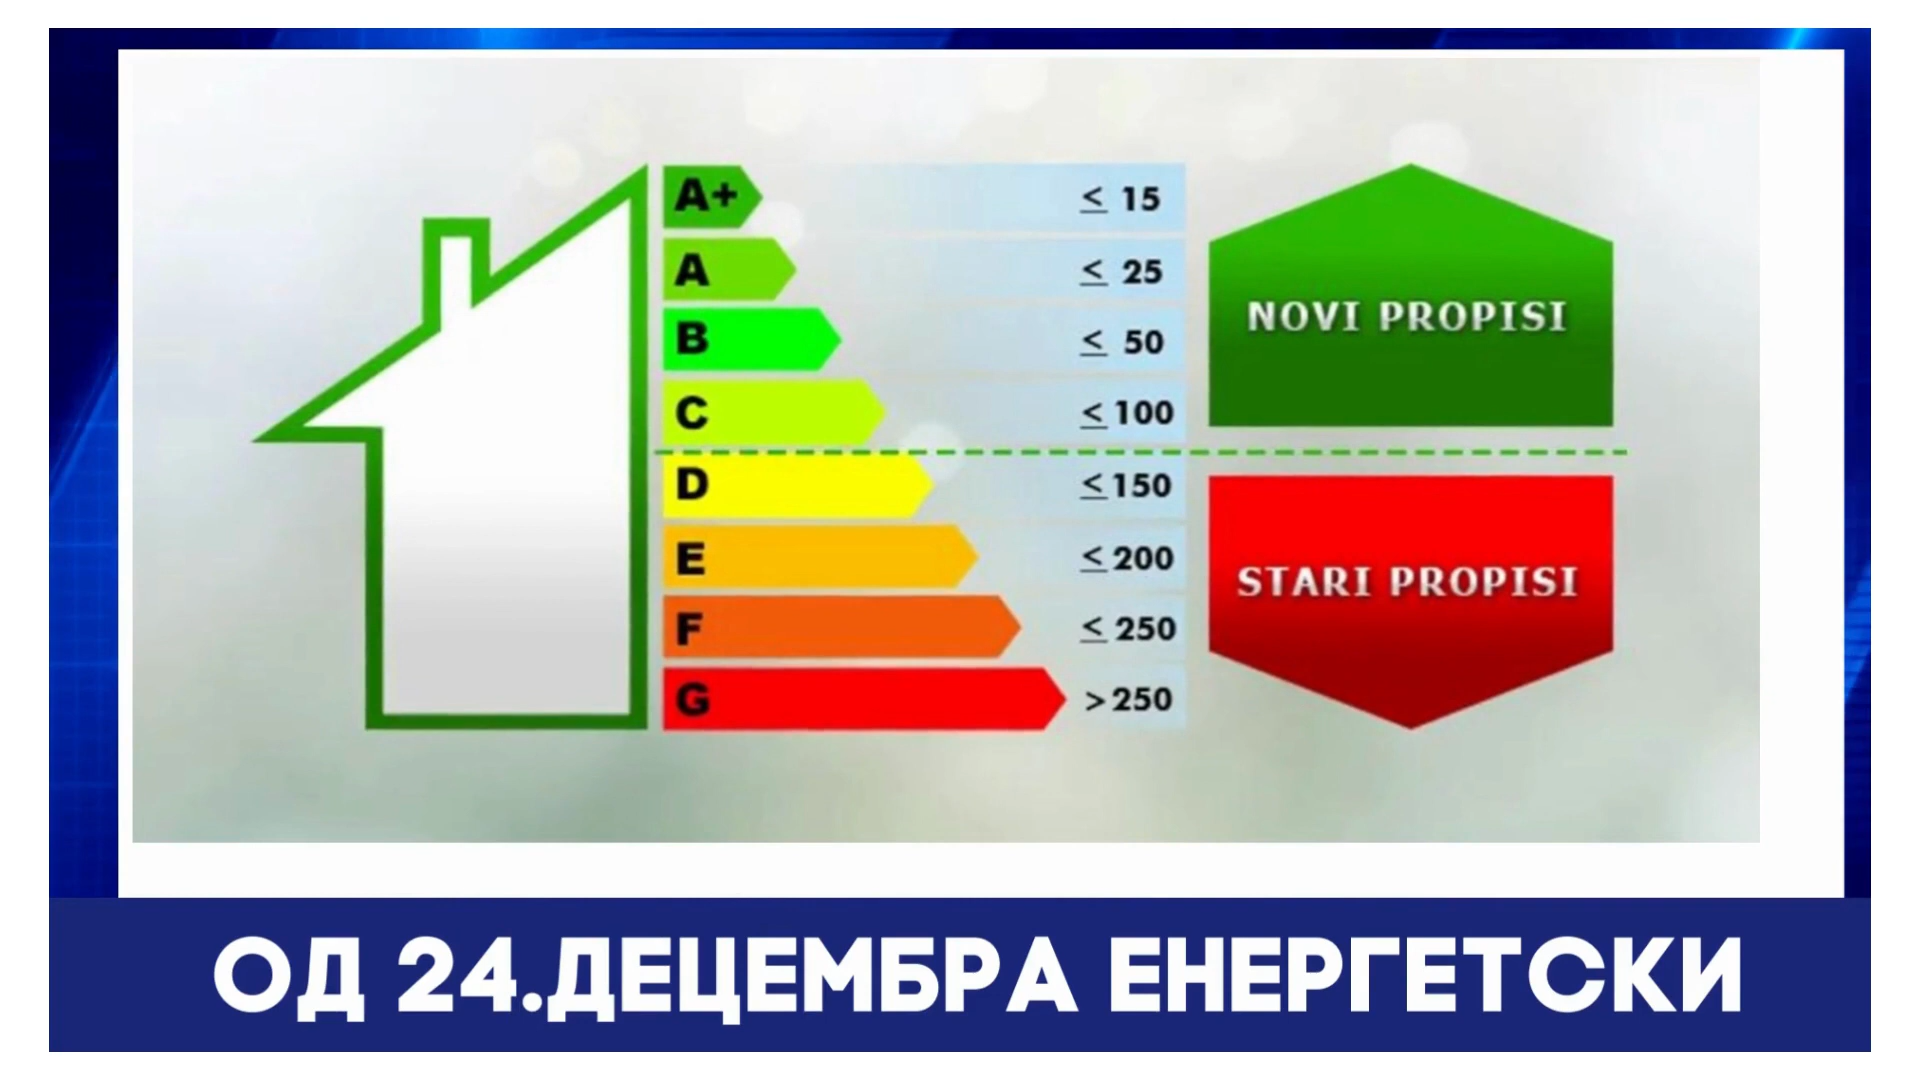 A+ ≤ 15
A ≤ 25
B ≤ 50
C ≤ 100
D ≤ 150
E ≤ 200
F ≤ 250
G > 250
NOVI PROPISI
STARI PROPISI
ОД 24.ДЕЦЕМБРА ЕНЕРГЕТСКИ